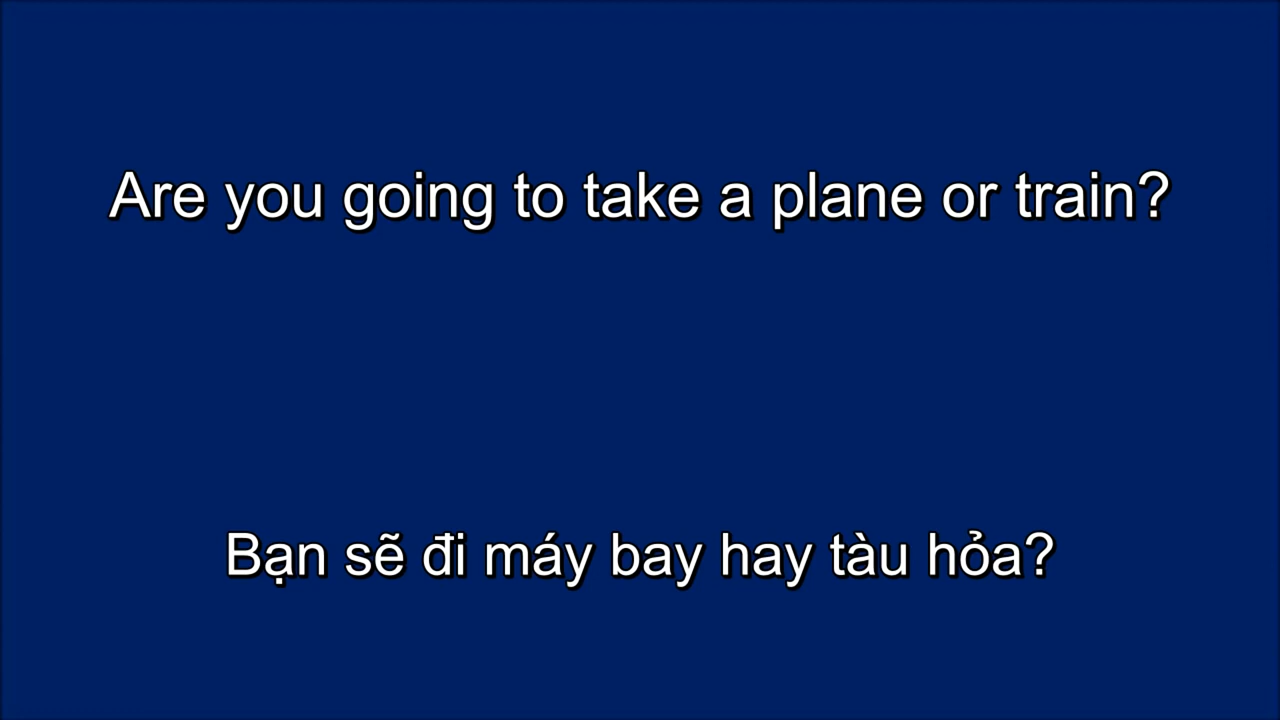 Are you going to take a plane or train?
Bạn sẽ đi máy bay hay tàu hỏa?